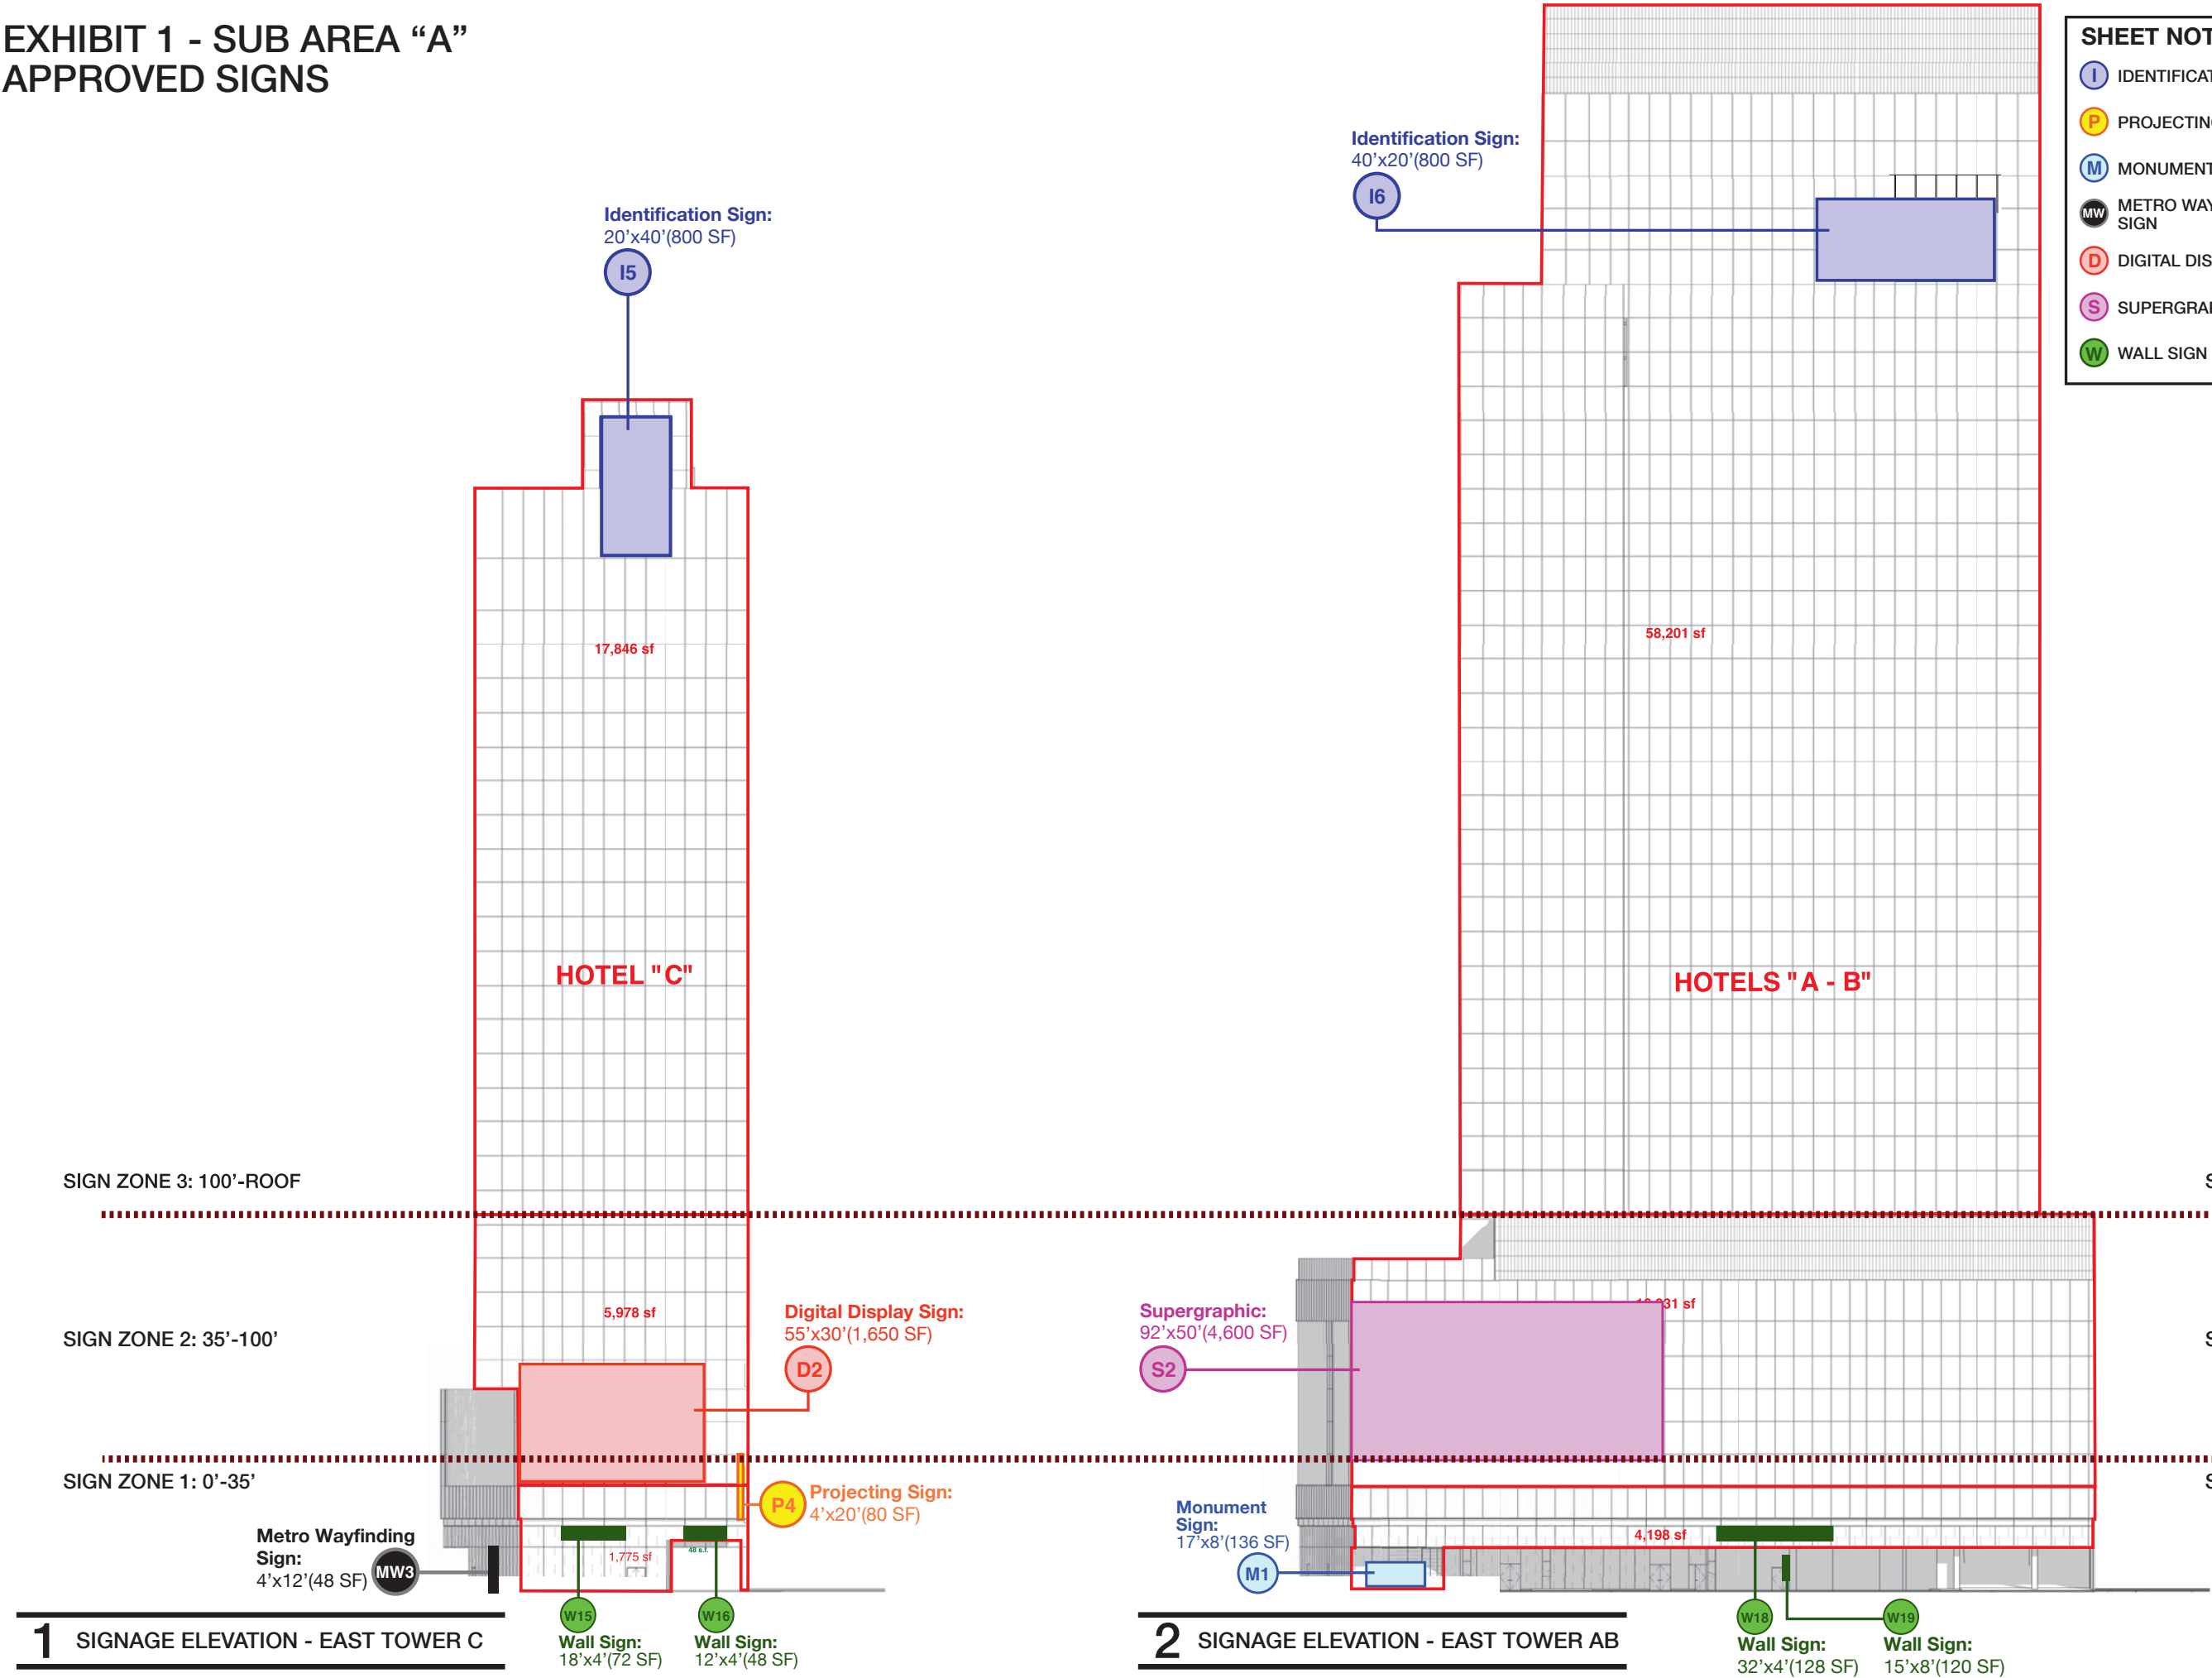 EXHIBIT 1 - SUB AREA “A”
APPROVED SIGNS
Identification Sign:
20’x40’(800 SF)
I5
17,846 sf
HOTEL "C"
5,978 sf
Digital Display Sign:
55’x30’(1,650 SF)
D2
Projecting Sign:
4’x20’(80 SF)
P4
Metro Wayfinding
Sign:
4’x12’(48 SF)
MW3
1,775 sf
48 s.f.
W15
Wall Sign:
18’x4’(72 SF)
W16
Wall Sign:
12’x4’(48 SF)
SIGN ZONE 3: 100’-ROOF
SIGN ZONE 2: 35’-100’
SIGN ZONE 1: 0’-35’
1 SIGNAGE ELEVATION - EAST TOWER C
Identification Sign:
40’x20’(800 SF)
I6
58,201 sf
HOTELS "A - B"
Supergraphic:
92’x50’(4,600 SF)
S2
31 sf
Monument
Sign:
17’x8’(136 SF)
M1
4,198 sf
W18
Wall Sign:
32’x4’(128 SF)
W19
Wall Sign:
15’x8’(120 SF)
2 SIGNAGE ELEVATION - EAST TOWER AB
SHEET NOT
I IDENTIFICAT
P PROJECTIN
M MONUMENT
MW METRO WAY
SIGN
D DIGITAL DIS
S SUPERGRA
W WALL SIGN